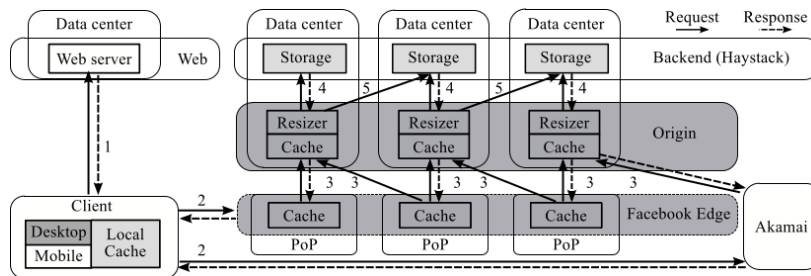 Data center
Data center
Data center
Data center
Request
Response
Web server
Web
Storage
Storage
Storage
Backend (Haystack)
4
5
4
5
4
Resizer
Resizer
Resizer
Origin
Cache
Cache
Cache
1
3
3
3
3
3
3
Client
2
Desktop
Mobile
Local
Cache
Cache
Cache
Cache
Facebook Edge
Akamai
PoP
PoP
PoP
2